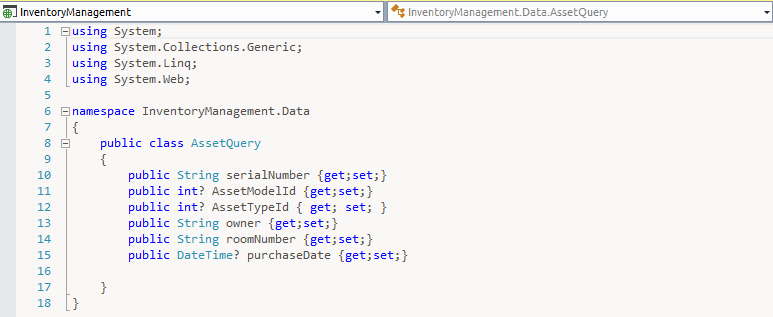 InventoryManagement
InventoryManagement.Data.AssetQuery
1 using System;
2 using System.Collections.Generic;
3 using System.Linq;
4 using System.Web;
5
6 namespace InventoryManagement.Data
7 {
8     public class AssetQuery
9     {
10         public String serialNumber {get;set;}
11         public int? AssetModelId {get;set;}
12         public int? AssetTypeId { get; set; }
13         public String owner {get;set;}
14         public String roomNumber {get;set;}
15         public DateTime? purchaseDate {get;set;}
16
17     }
18 }